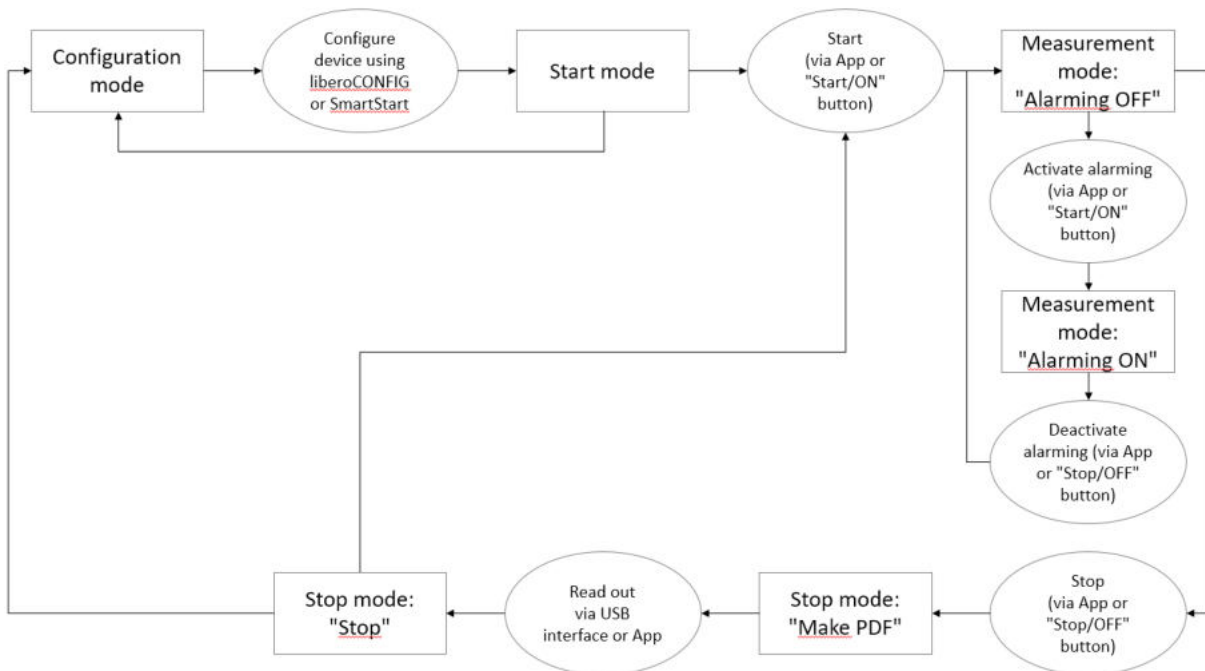 Configuration
mode
Configure
device using
liberoCONFIG
or SmartStart
Start mode
Start
(via App or
"Start/ON"
button)
Measurement
mode:
"Alarming OFF"
Activate alarming
(via App or
"Start/ON"
button)
Measurement
mode:
"Alarming ON"
Deactivate
alarming (via App
or "Stop/OFF"
button)
Stop mode:
"Stop"
Read out
via USB
interface or App
Stop mode:
"Make PDF"
Stop
(via App or
"Stop/OFF"
button)